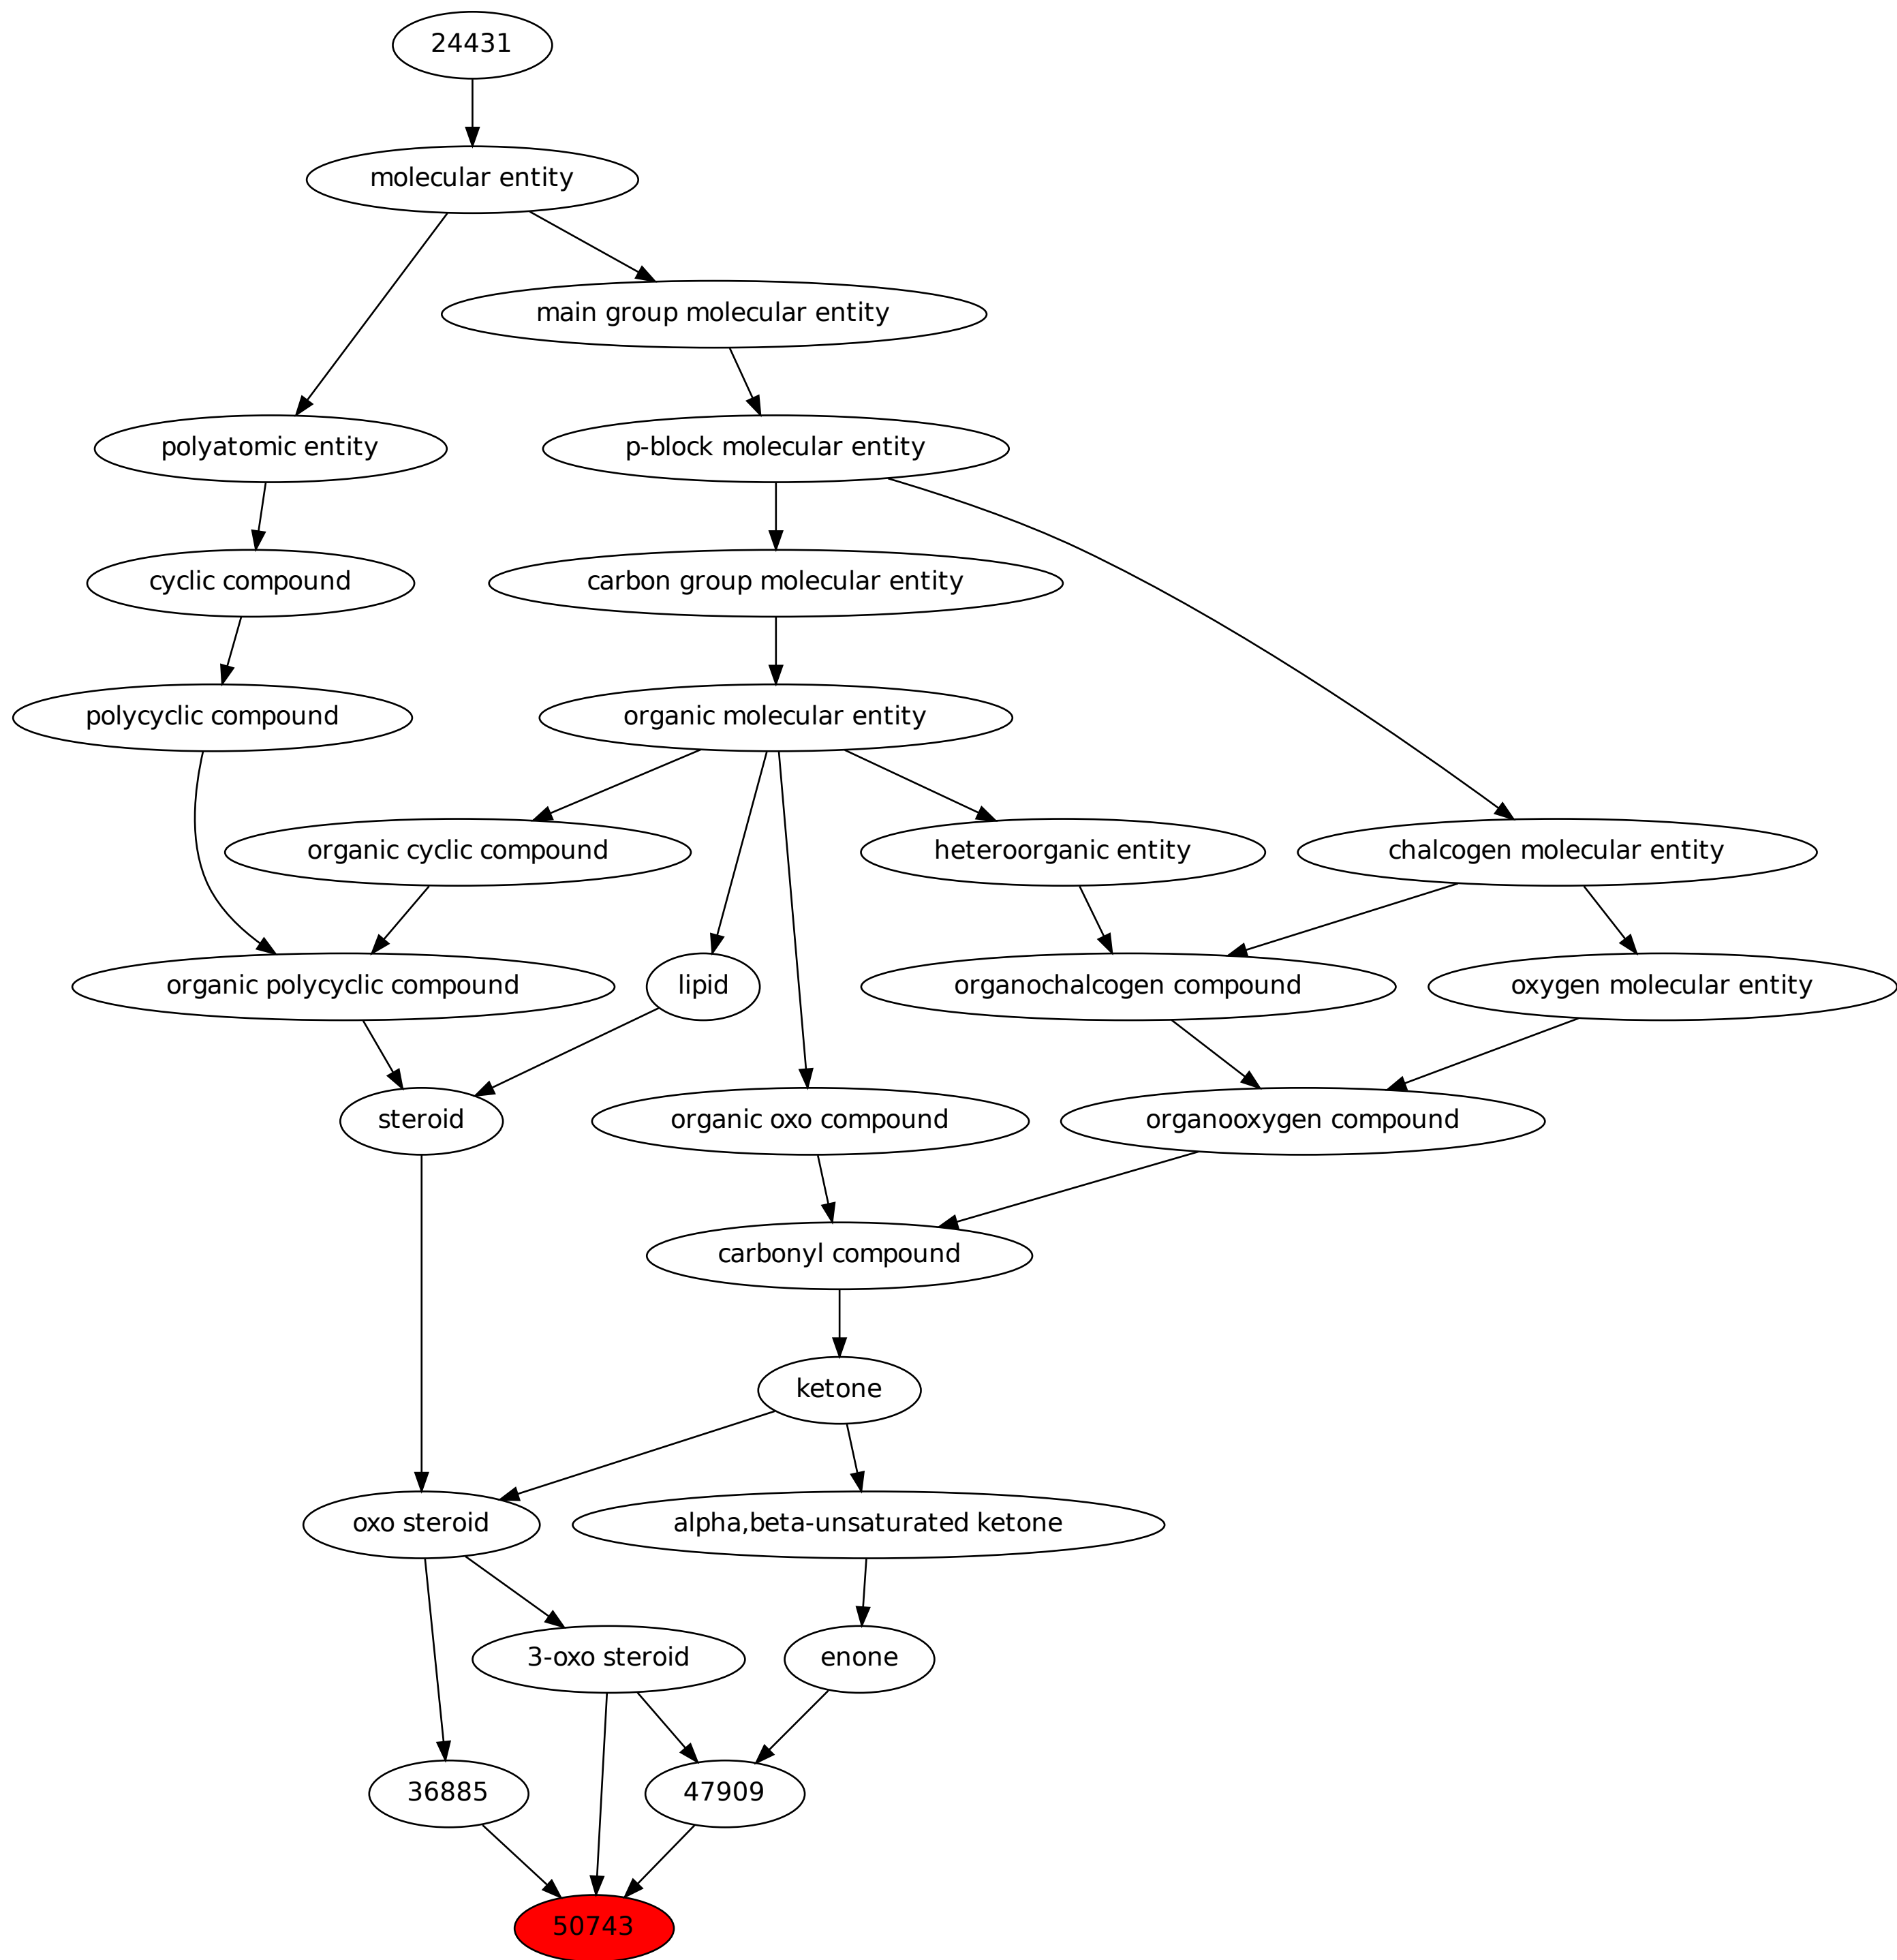 24431
molecular entity
main group molecular entity
polyatomic entity
p-block molecular entity
cyclic compound
carbon group molecular entity
polycyclic compound
organic molecular entity
organic cyclic compound
heteroorganic entity
chalcogen molecular entity
organic polycyclic compound
lipid
organochalcogen compound
oxygen molecular entity
steroid
organic oxo compound
organooxygen compound
carbonyl compound
ketone
oxo steroid
alpha,beta-unsaturated ketone
3-oxo steroid
enone
36885
47909
50743